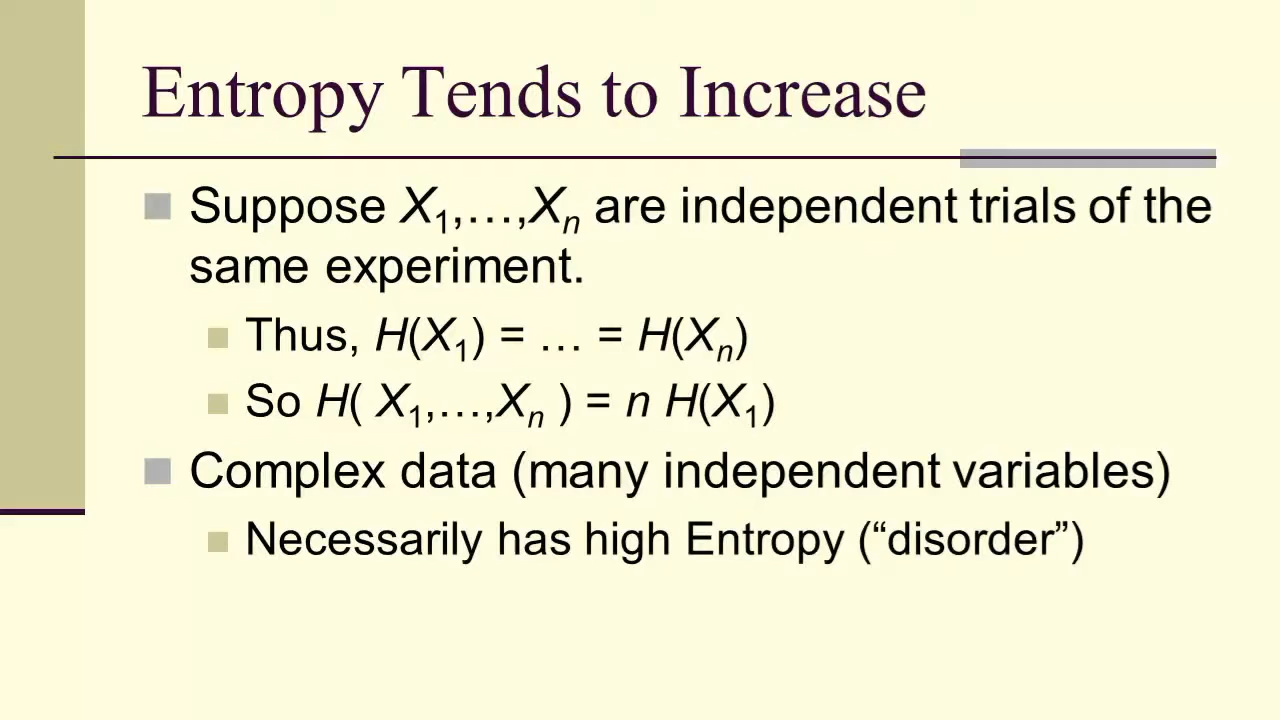 Entropy Tends to Increase
Suppose X₁,…,Xₙ are independent trials of the
same experiment.
Thus, H(X₁) = … = H(Xₙ)
So H( X₁,…,Xₙ ) = n H(X₁)
Complex data (many independent variables)
Necessarily has high Entropy (“disorder”)